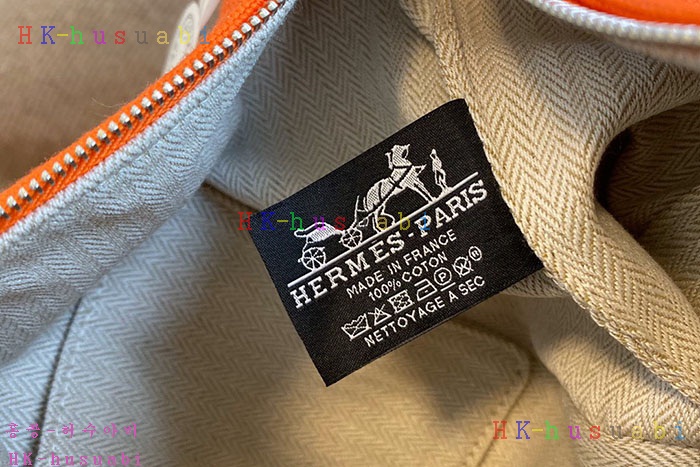 HK-husuabi
HK-husuabi
HERMES-PARIS
MADE IN FRANCE
100% COTON
NETTOYAGE À SEC
HK-husuabi
홍콩-헌수아비
HK-husuabi